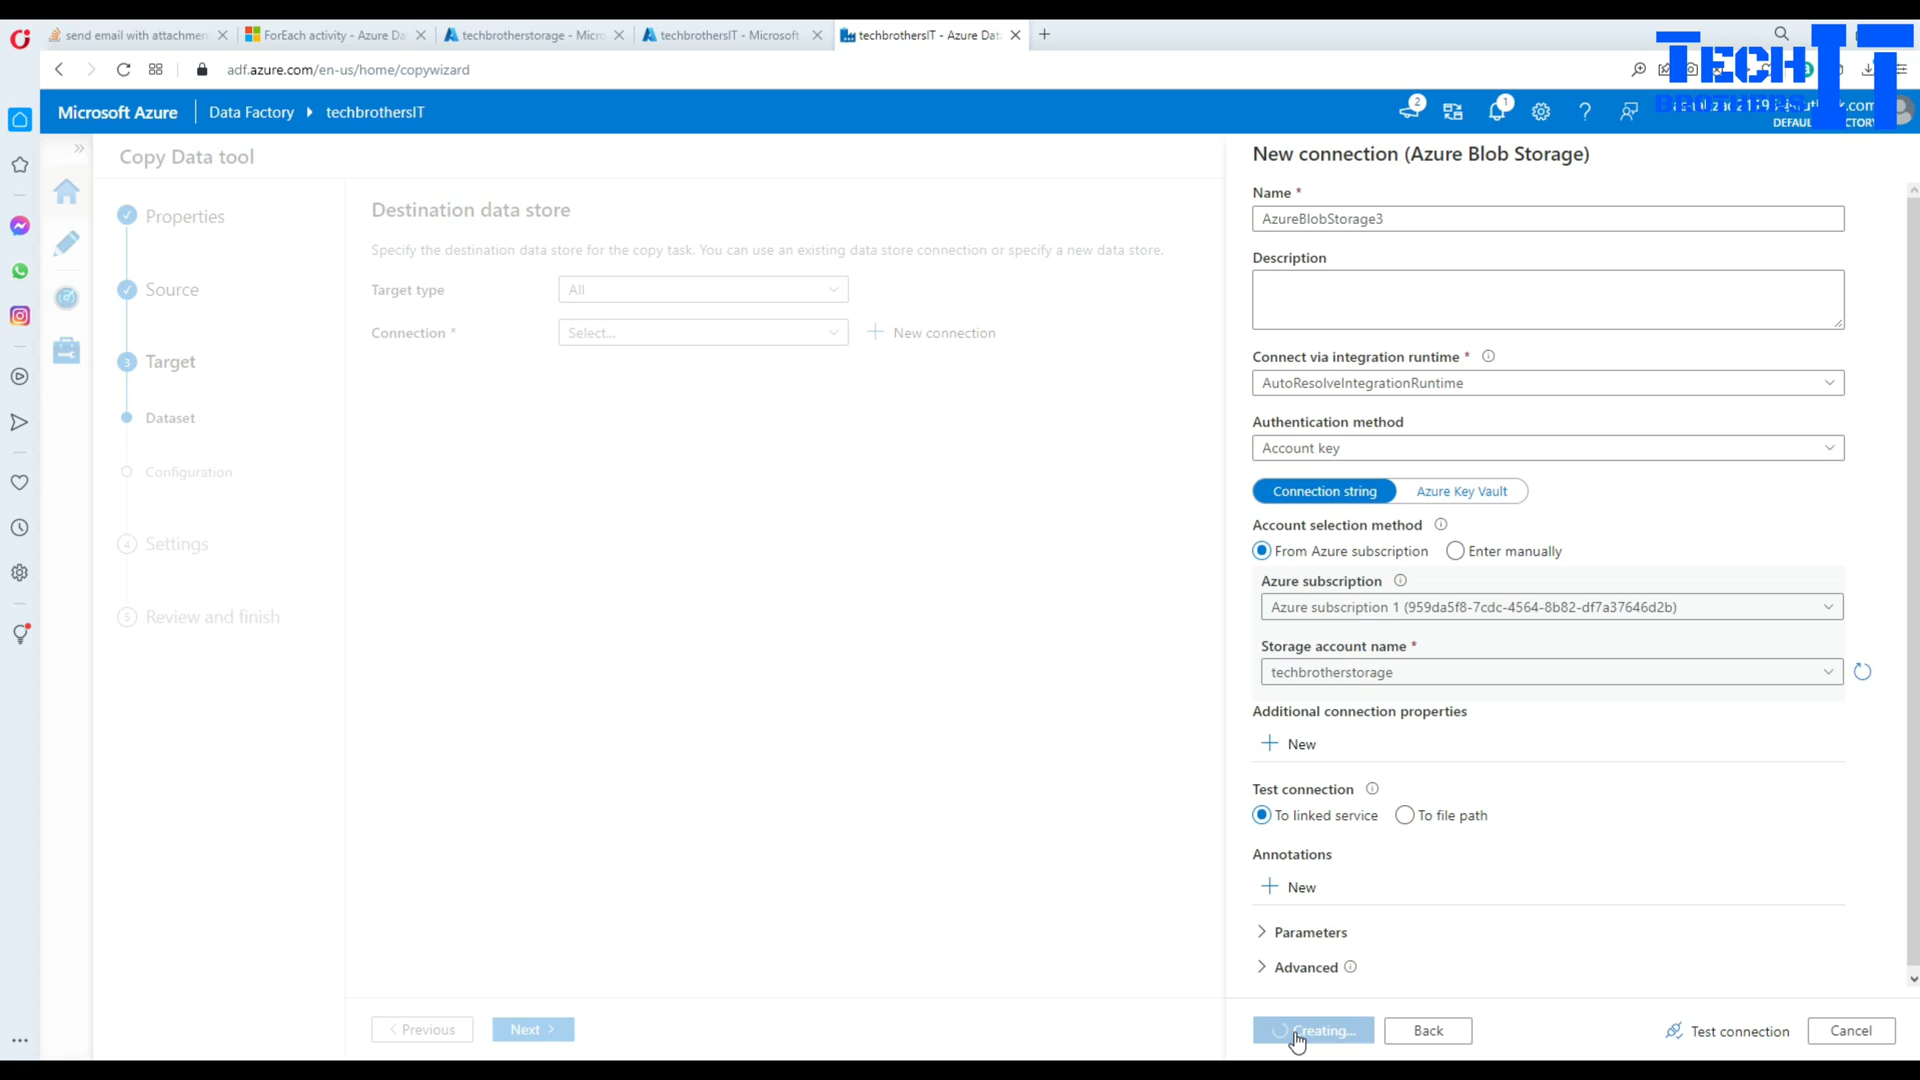 send email with attachmen
ForEach activity - Azure Da
techbrotherstorage - Micro
techbrothersIT - Microsoft
techbrothersIT - Azure Dat
adf.azure.com/en-us/home/copywizard
TECH IT
BROTHERS
Microsoft Azure
Data Factory
techbrothersIT
2
1
Copy Data tool
Properties
Source
3
Target
Dataset
Configuration
4
Settings
5
Review and finish
Destination data store
Specify the destination data store for the copy task. You can use an existing data store connection or specify a new data store.
Target type
All
Connection *
Select...
New connection
< Previous
Next >
New connection (Azure Blob Storage)
Name *
AzureBlobStorage3
Description
Connect via integration runtime *
AutoResolveIntegrationRuntime
Authentication method
Account key
Connection string
Azure Key Vault
Account selection method
From Azure subscription
Enter manually
Azure subscription
Azure subscription 1 (959da5f8-7cdc-4564-8b82-df7a37646d2b)
Storage account name *
techbrotherstorage
Additional connection properties
New
Test connection
To linked service
To file path
Annotations
New
Parameters
Advanced
Creating...
Back
Test connection
Cancel